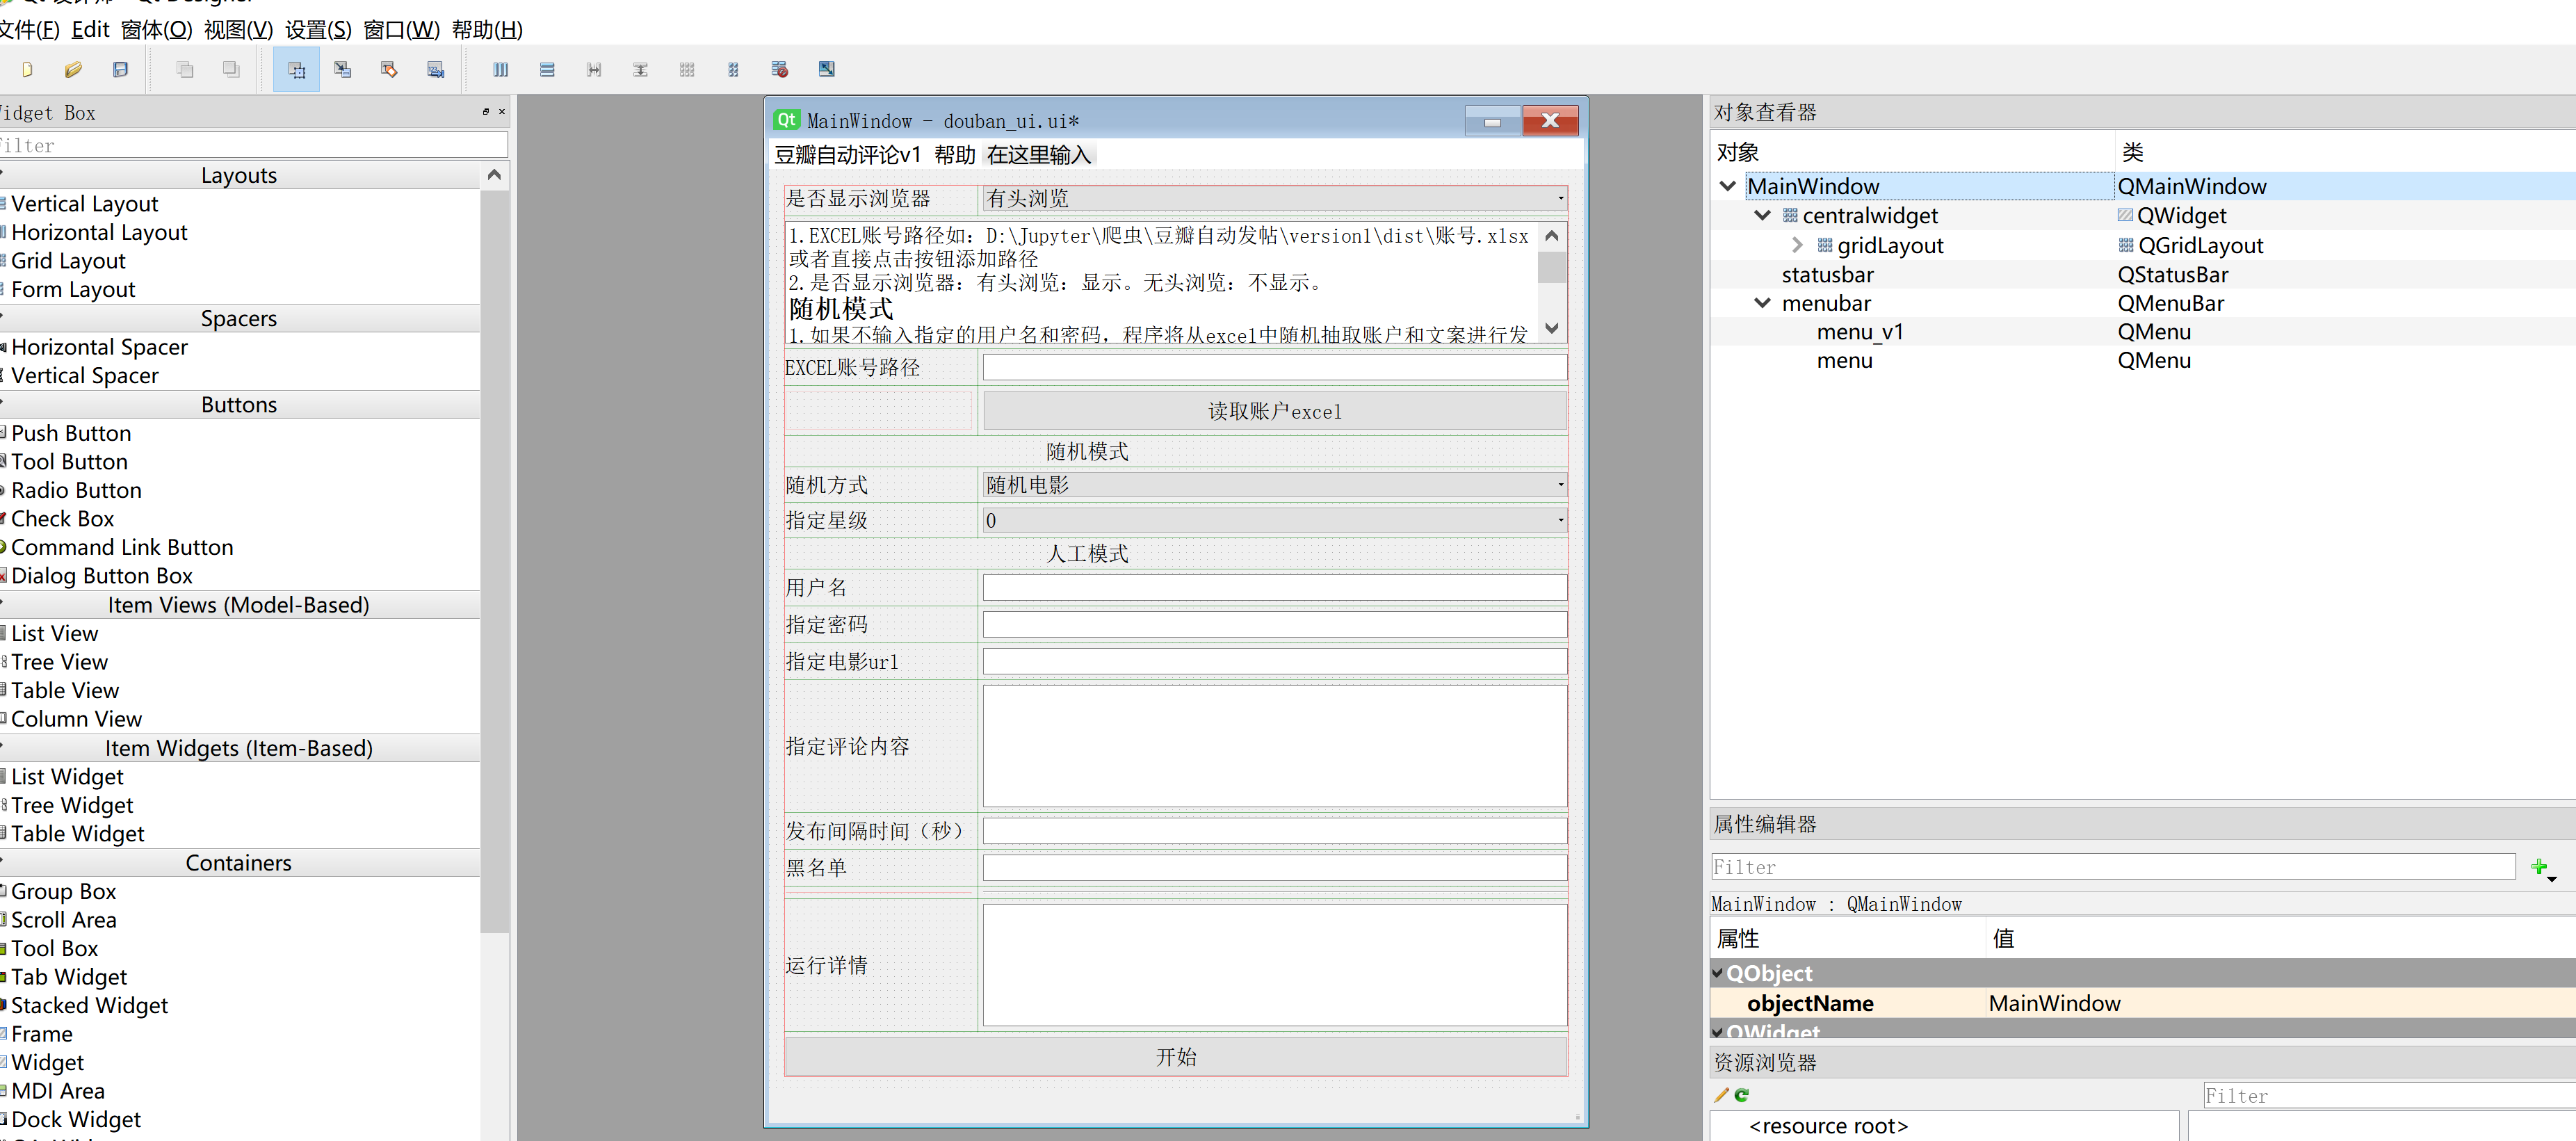 文件(F) Edit 窗体(O) 视图(V) 设置(S) 窗口(W) 帮助(H)
Widget Box
Filter
Layouts
Vertical Layout
Horizontal Layout
Grid Layout
Form Layout
Spacers
Horizontal Spacer
Vertical Spacer
Buttons
Push Button
Tool Button
Radio Button
Check Box
Command Link Button
Dialog Button Box
Item Views (Model-Based)
List View
Tree View
Table View
Column View
Item Widgets (Item-Based)
List Widget
Tree Widget
Table Widget
Containers
Group Box
Scroll Area
Tool Box
Tab Widget
Stacked Widget
Frame
Widget
MDI Area
Dock Widget
Qt MainWindow - douban_ui.ui*
豆瓣自动评论v1 帮助 在这里输入
是否显示浏览器 有头浏览
1.EXCEL账号路径如: D:\Jupyter\爬虫\豆瓣自动发帖\version1\dist\账号.xlsx
或者直接点击按钮添加路径
2.是否显示浏览器: 有头浏览: 显示。无头浏览: 不显示。
随机模式
1.如果不输入指定的用户名和密码，程序将从excel中随机抽取账户和文案进行发
EXCEL账号路径
读取账户excel
随机模式
随机方式 随机电影
指定星级 0
人工模式
用户名
指定密码
指定电影url
指定评论内容
发布间隔时间（秒）
黑名单
运行详情
开始
对象查看器
对象 类
MainWindow QMainWindow
centralwidget QWidget
gridLayout QGridLayout
statusbar QStatusBar
menubar QMenuBar
menu_v1 QMenu
menu QMenu
属性编辑器
Filter
MainWindow : QMainWindow
属性 值
QObject
objectName MainWindow
QWidget
资源浏览器
Filter
<resource root>